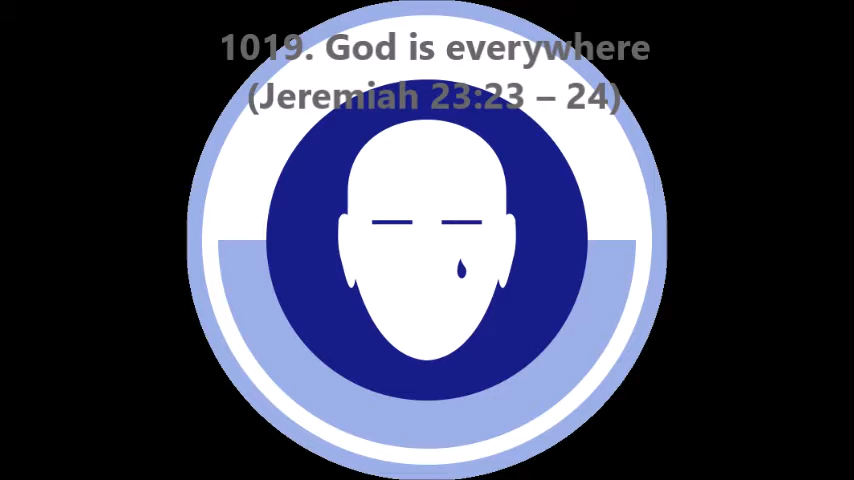 1019. God is everywhere
(Jeremiah 23:23 – 24)